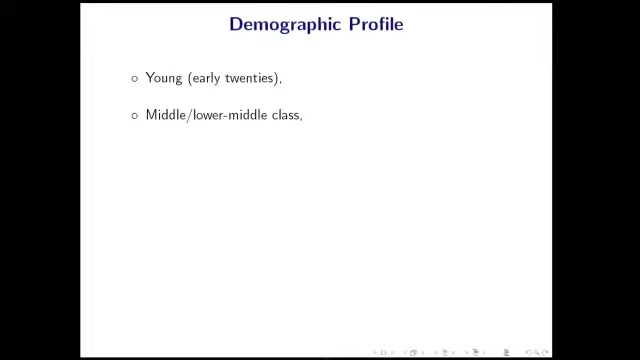 Demographic Profile
Young (early twenties),
Middle/lower-middle class,